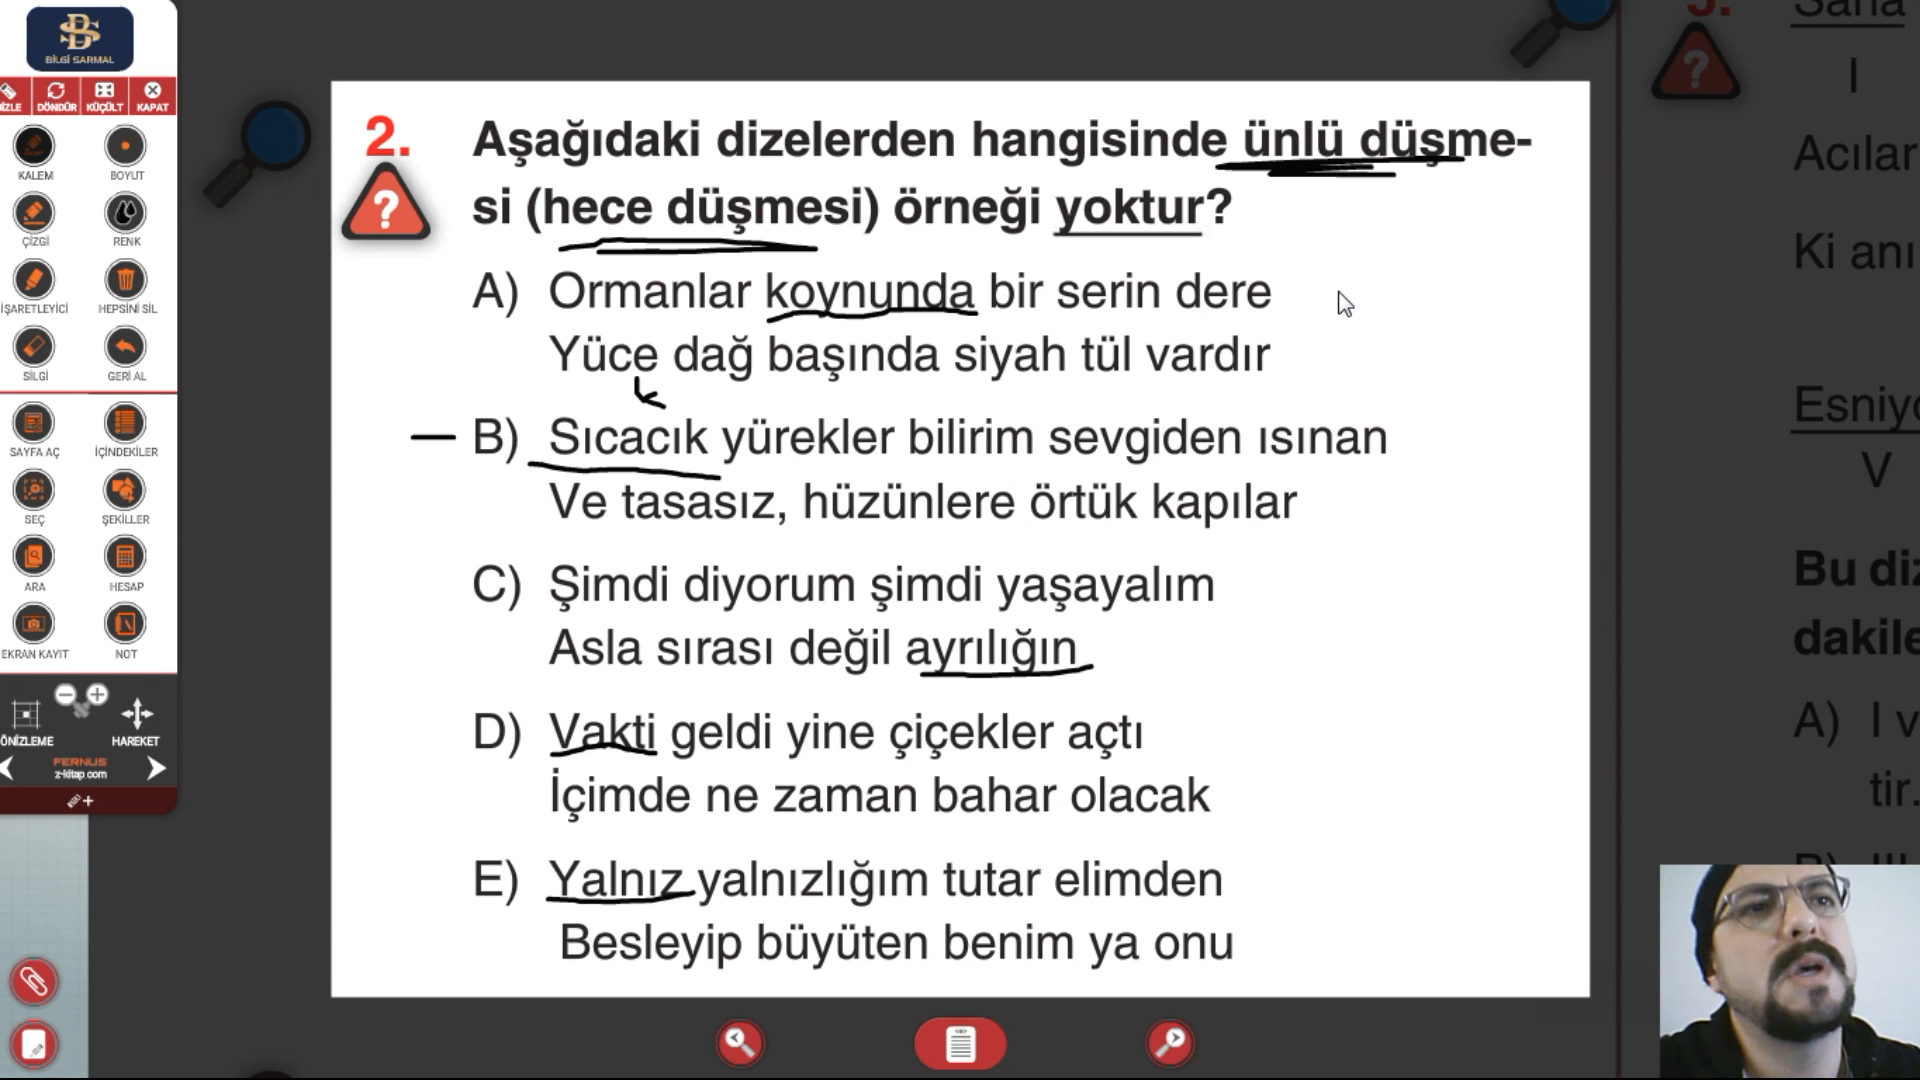 BİLGİ SARMAL
DÖNDÜR KÜÇÜLT KAPAT
KALEM BOYUT
ÇİZGİ RENK
İŞARETLEYİCİ HEPSİNİ SİL
SİLGİ GERİ AL
SAYFA AÇ İÇİNDEKİLER
SEÇ ŞEKİLLER
ARA HESAP
EKRAN KAYIT NOT
HAREKET
FERNUS
z-kitap.com
2. Aşağıdaki dizelerden hangisinde ünlü düşme-
si (hece düşmesi) örneği yoktur?
A) Ormanlar koynunda bir serin dere
Yüce dağ başında siyah tül vardır
k
B) Sıcacık yürekler bilirim sevgiden ısınan
Ve tasasız, hüzünlere örtük kapılar
C) Şimdi diyorum şimdi yaşayalım
Asla sırası değil ayrılığın
D) Vakti geldi yine çiçekler açtı
İçimde ne zaman bahar olacak
E) Yalnız yalnızlığım tutar elimden
Besleyip büyüten benim ya onu
Sana
I
Acılar
Ki anı
V
Bu diz
dakile
A) I v
tir.